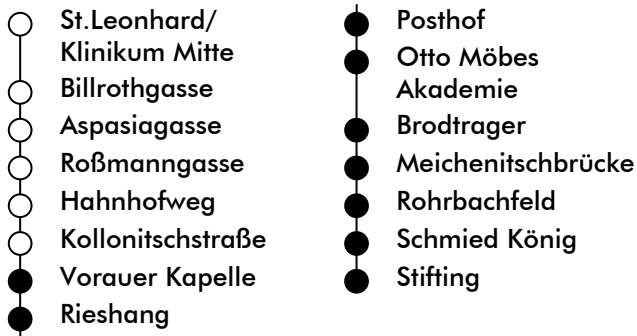 St.Leonhard/
Klinikum Mitte
Billrothgasse
Aspasiagasse
Roßmanngasse
Hahnhofweg
Kollonitschstraße
Vorauer Kapelle
Rieshang
Posthof
Otto Möbes
Akademie
Brodtrager
Meichenitschbrücke
Rohrbachfeld
Schmied König
Stifting